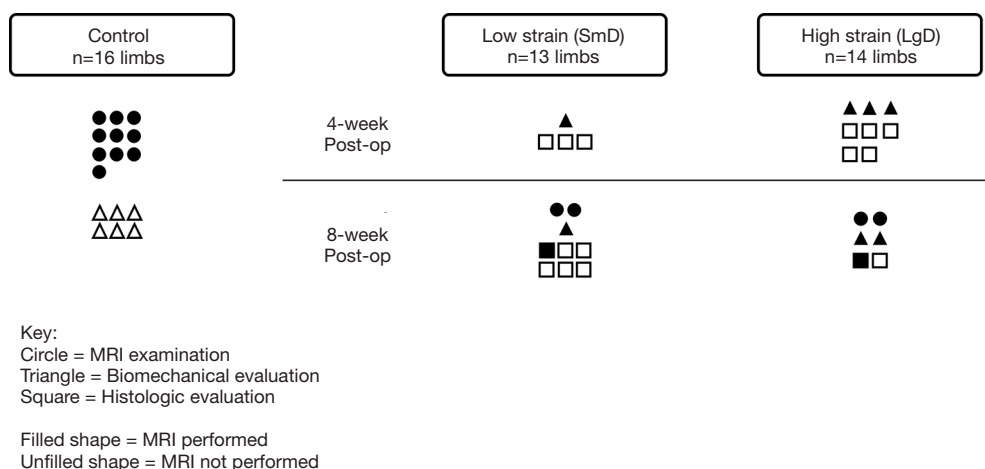 Control
n=16 limbs
Low strain (SmD)
n=13 limbs
High strain (LgD)
n=14 limbs
4-week
Post-op
8-week
Post-op
Key:
Circle = MRI examination
Triangle = Biomechanical evaluation
Square = Histologic evaluation
Filled shape = MRI performed
Unfilled shape = MRI not performed